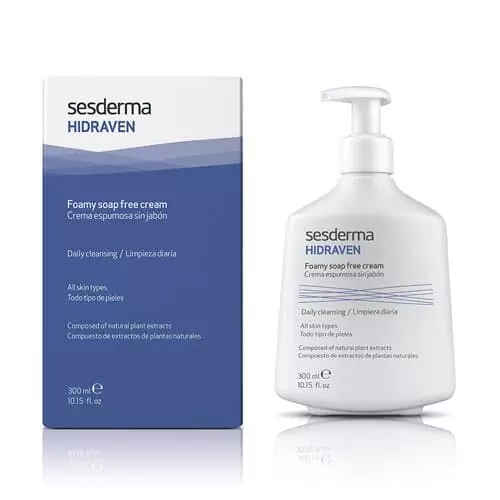 sesderma
HIDRAVEN
Foamy soap free cream
Crema espumosa sin jabón
Daily cleansing / Limpieza diaria
All skin types
Todo tipo de pieles
Composed of natural plant extracts
Compuesto de extractos de plantas naturales
300 ml ℮
10.15 fl. oz
sesderma
HIDRAVEN
Foamy soap free cream
Crema espumosa sin jabón
Daily cleansing / Limpieza diaria
All skin types
Todo tipo de pieles
Composed of natural plant extracts
Compuesto de extractos de plantas naturales
300 ml ℮
10.15 fl. oz